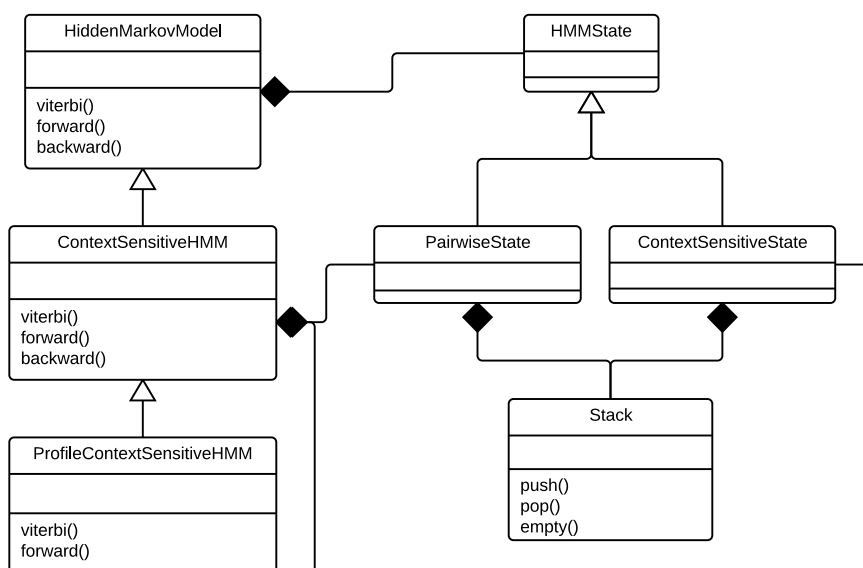 HiddenMarkovModel
viterbi()
forward()
backward()
HMMState
ContextSensitiveHMM
viterbi()
forward()
backward()
PairwiseState
ContextSensitiveState
ProfileContextSensitiveHMM
viterbi()
forward()
Stack
push()
pop()
empty()